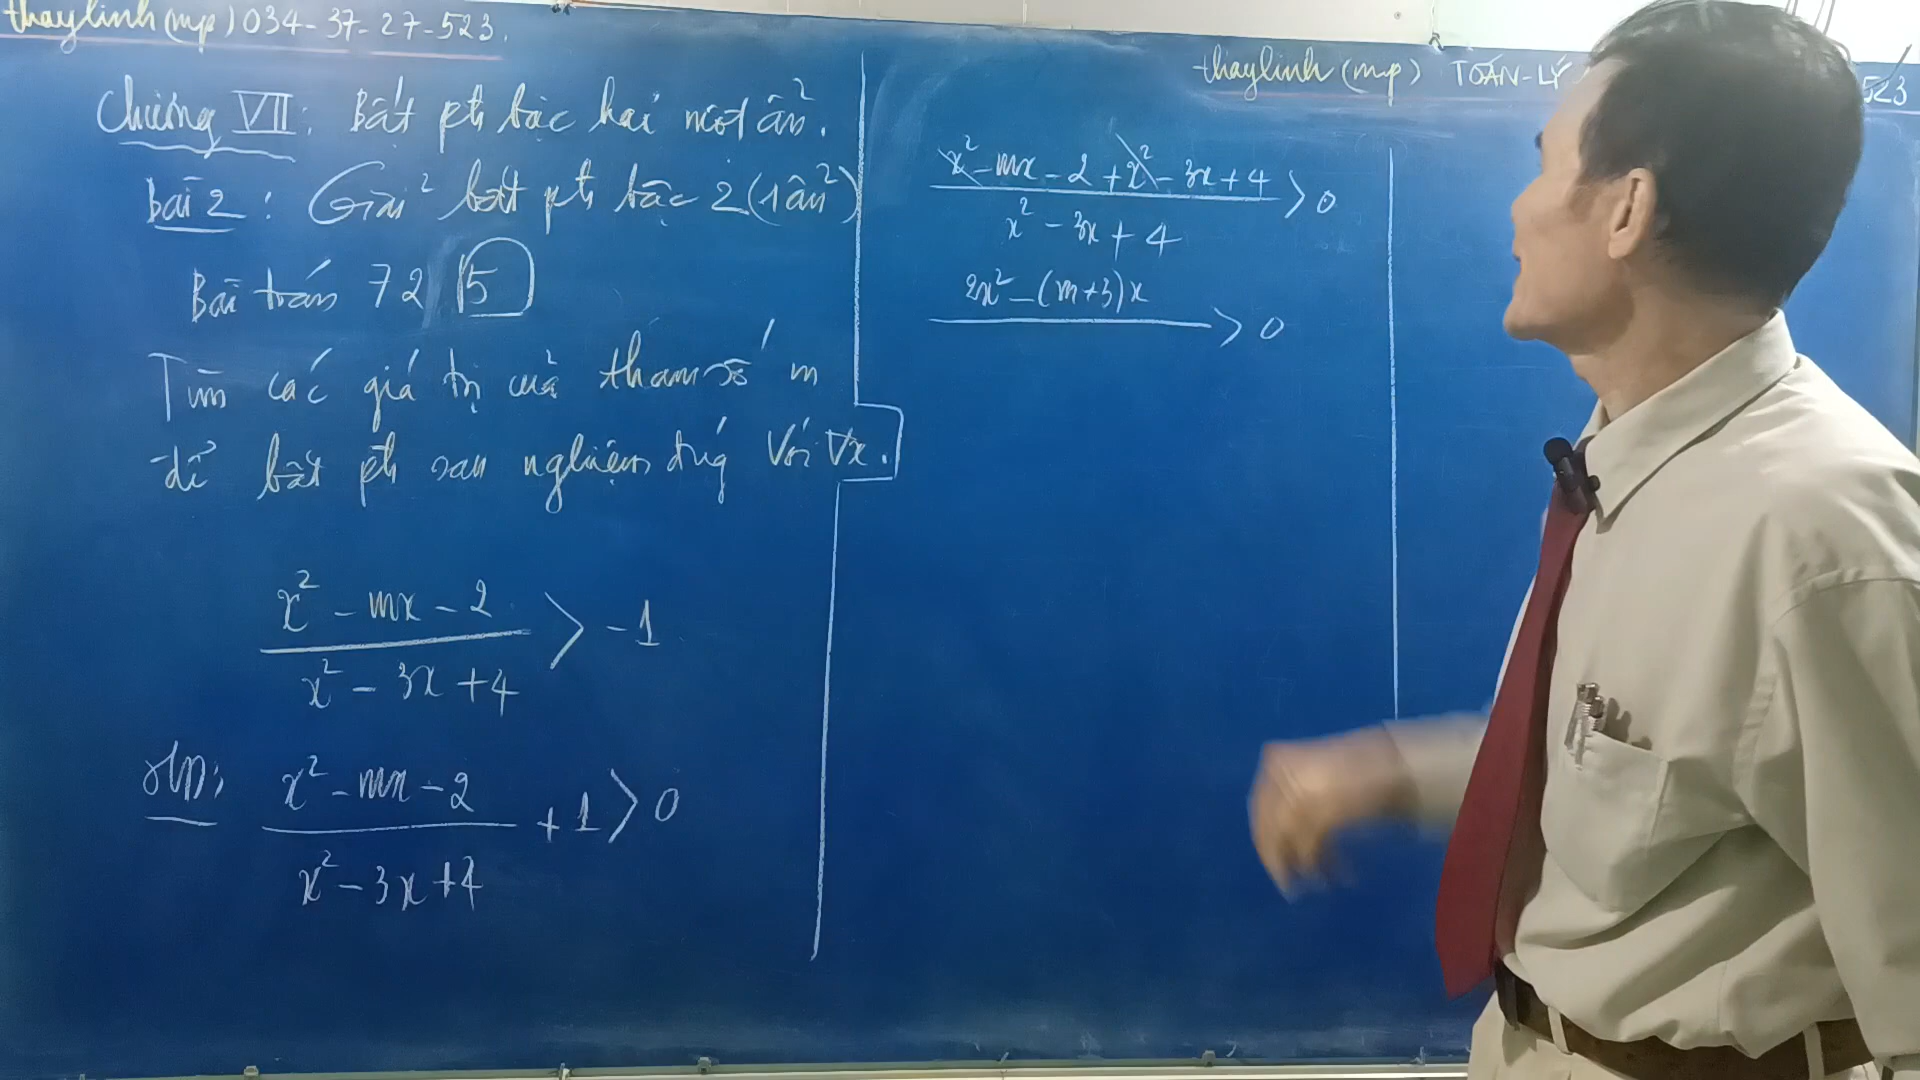 thaylinh(mp) 034-37-27-523.
thaylinh (mp) TOÁN-LÝ 523
Chương VII: Bất pt bậc hai một ẩn.
Bài 2: Giải bất pt bậc 2 (1 ẩn)
Bài toán 72 5
Tìm các giá trị của tham số m
để bất pt sau nghiệm đúng Với ∀x.
x² - mx - 2 / x² - 3x + 4 > -1
x² - mx - 2 / x² - 3x + 4 + 1 > 0
x² - mx - 2 + x² - 3x + 4 / x² - 3x + 4 > 0
2x² - (m+3)x > 0